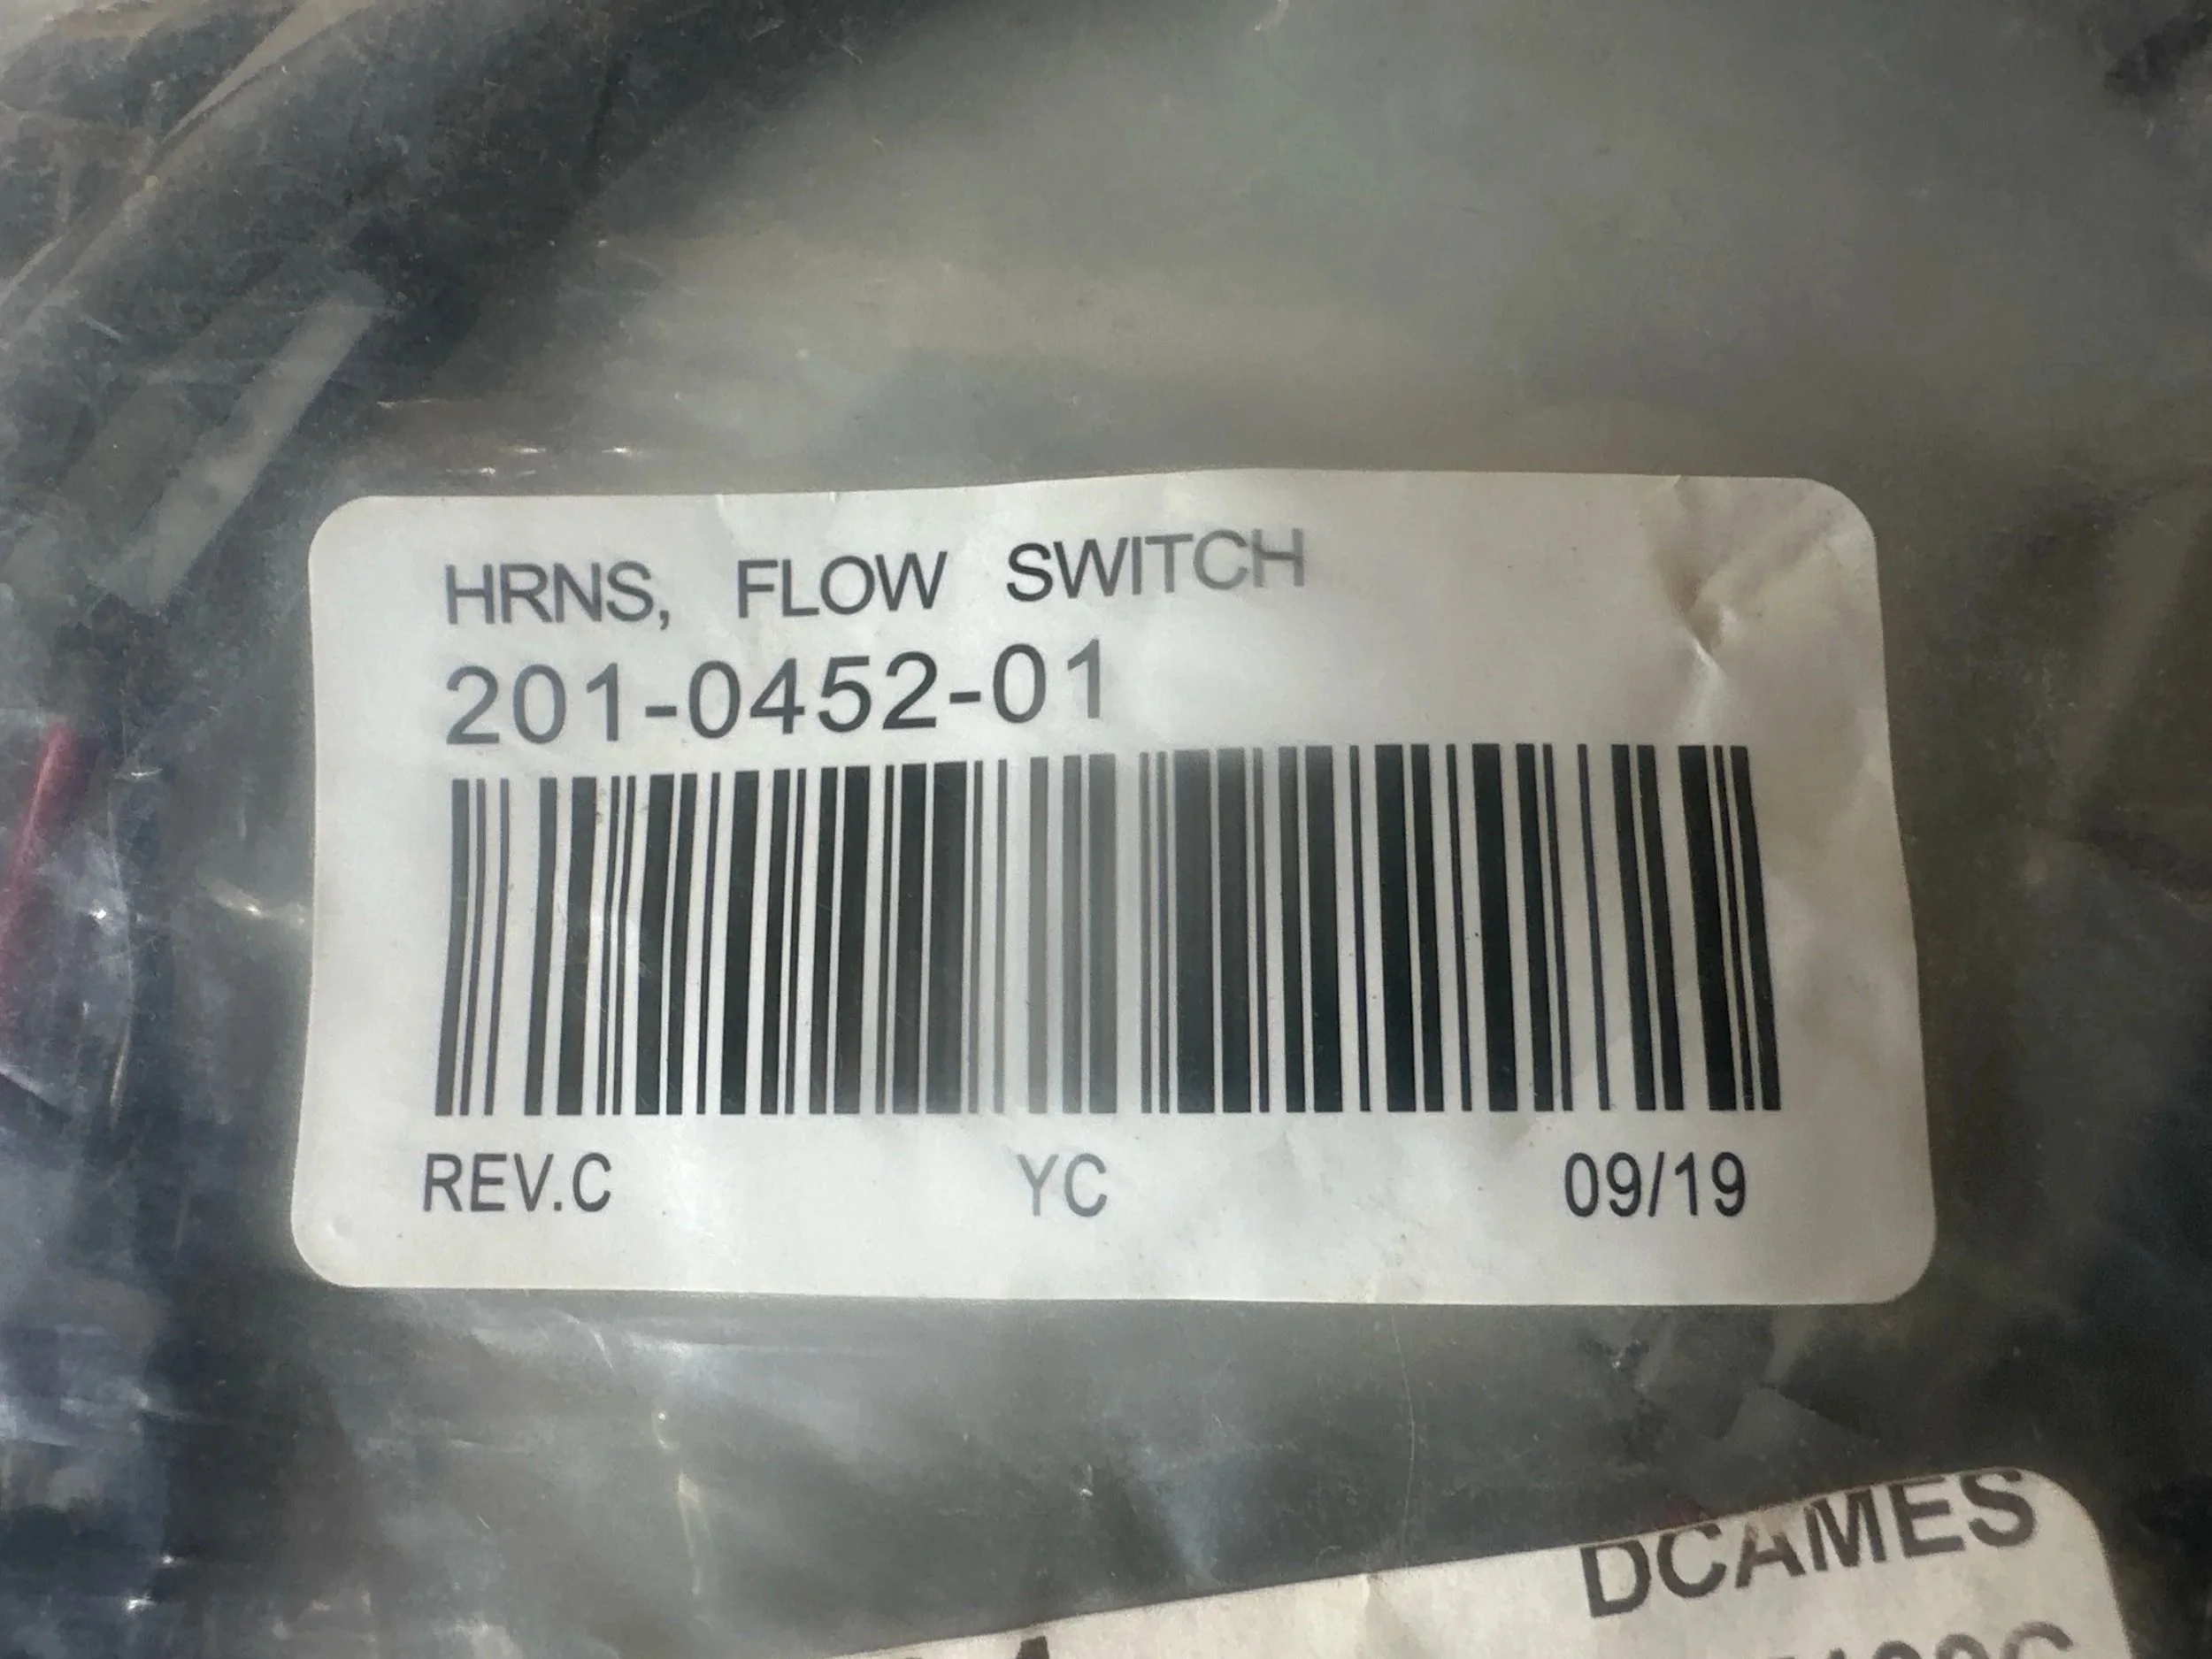 HRNS, FLOW SWITCH
201-0452-01
REV.C YC 09/19
DCAMES